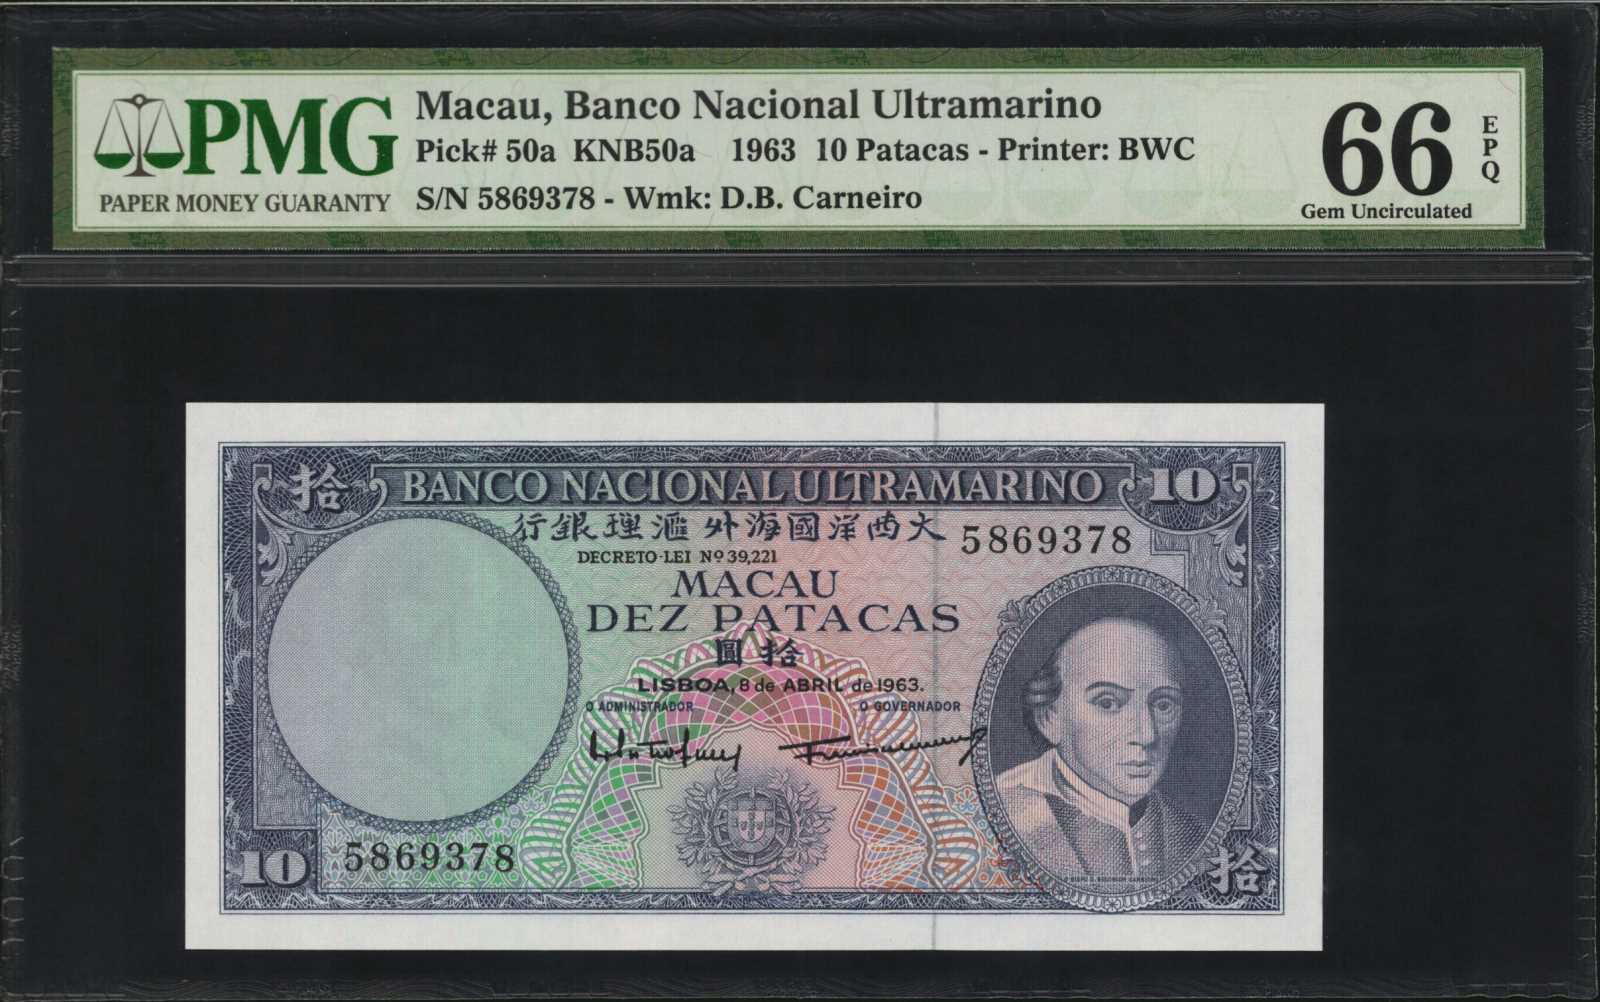 PMG
PAPER MONEY GUARANTY
Macau, Banco Nacional Ultramarino
Pick# 50a KNB50a 1963 10 Patacas - Printer: BWC
S/N 5869378 - Wmk: D.B. Carneiro
66
EPQ
Gem Uncirculated
拾 BANCO NACIONAL ULTRAMARINO 10
行銀理滙外海國洋西大
5869378
DECRETO-LEI Nº 39,221
MACAU
DEZ PATACAS
圓拾
LISBOA, 8 de ABRIL de 1963.
O ADMINISTRADOR O GOVERNADOR
5869378
10
拾